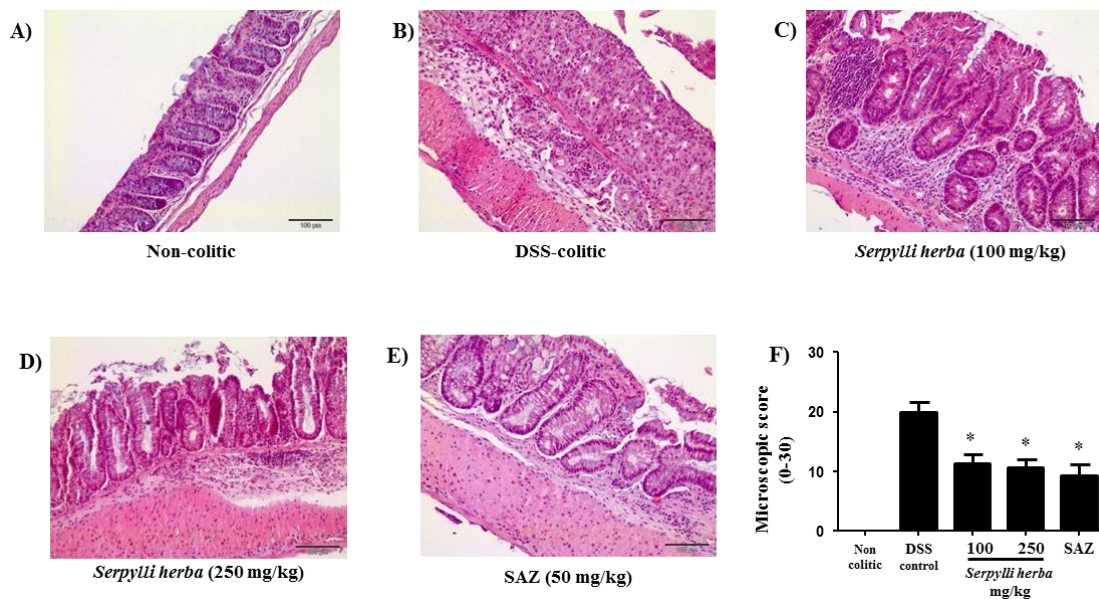 A)
100 µm
Non-colitic
B)
DSS-colitic
C)
Serpylli herba (100 mg/kg)
D)
Serpylli herba (250 mg/kg)
E)
SAZ (50 mg/kg)
F)
Microscopic score
(0-30)
30
20
10
0
*
*
*
Non
colitic
DSS
control
100
250
SAZ
Serpylli herba
mg/kg